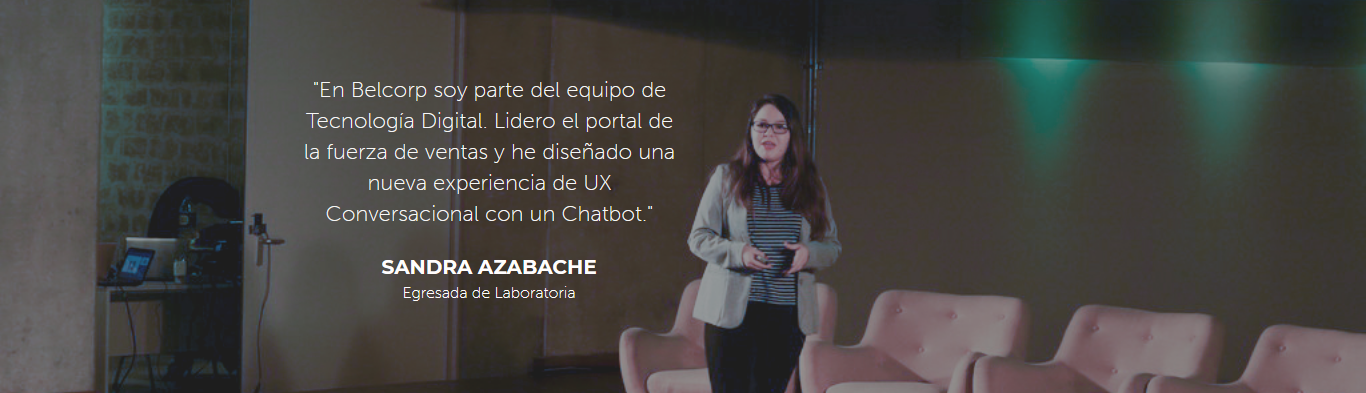 "En Belcorp soy parte del equipo de
Tecnología Digital. Lidero el portal de
la fuerza de ventas y he diseñado una
nueva experiencia de UX
Conversacional con un Chatbot."
SANDRA AZABACHE
Egresada de Laboratoria